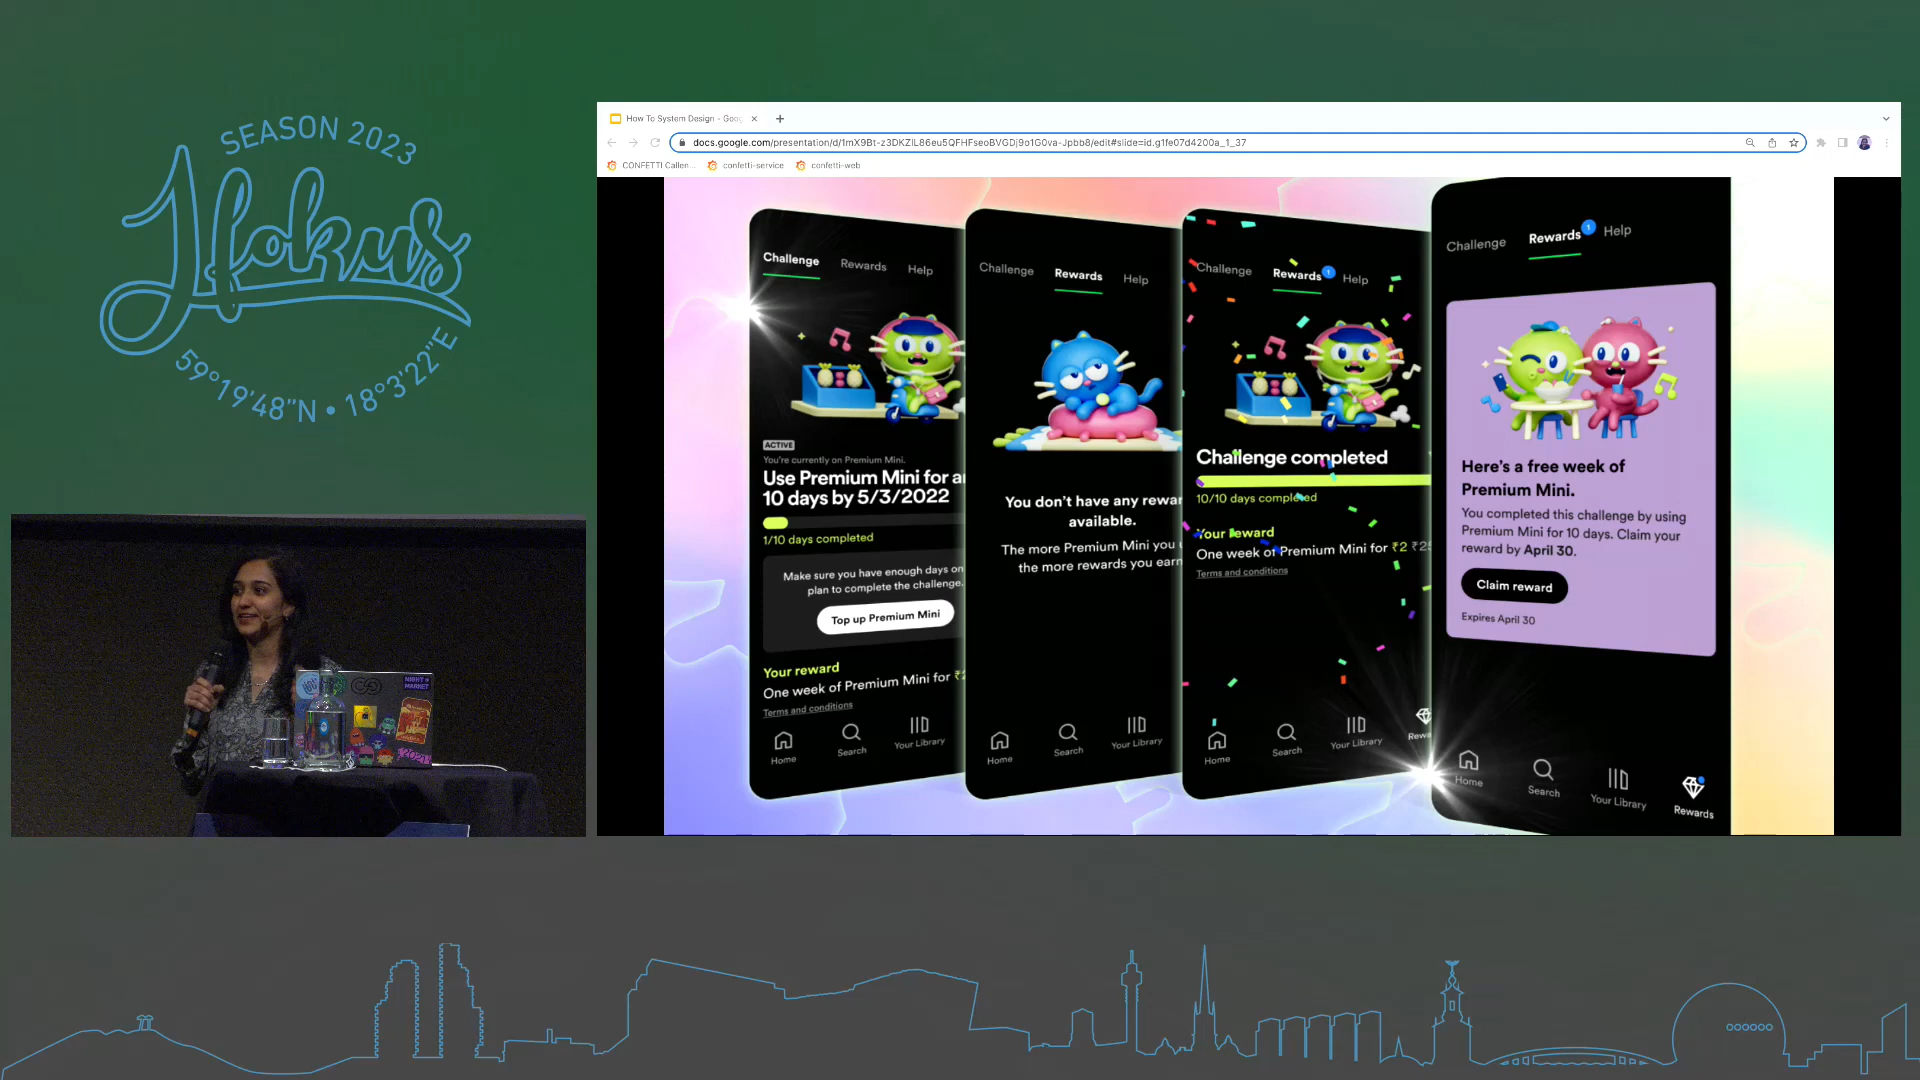 SEASON 2023
Jfokus
59°19'48"N • 18°3'22"E
How To System Design - Goo
docs.google.com/presentation/d/1mX9Bt-z3DKZlL86eu5QFHFseoBVGDj9o1G0va-Jpbb8/edit#slide=id.g1fe07d4200a_1_37
CONFETTI Callen...
confetti-service
confetti-web
Challenge
Rewards
Help
ACTIVE
You're currently on Premium Mini.
Use Premium Mini for a
10 days by 5/3/2022
1/10 days completed
Make sure you have enough days on
plan to complete the challenge.
Top up Premium Mini
Your reward
One week of Premium Mini for ₹2
Terms and conditions
Home
Search
Your Library
Challenge
Rewards
Help
You don't have any rewar
available.
The more Premium Mini you
the more rewards you earn
Home
Search
Your Library
Challenge
Rewards
1
Help
Challenge completed
10/10 days completed
Your reward
One week of Premium Mini for ₹2 ₹25
Terms and conditions
Home
Search
Your Library
Rewa
Challenge
Rewards
1
Help
Here's a free week of
Premium Mini.
You completed this challenge by using
Premium Mini for 10 days. Claim your
reward by April 30.
Claim reward
Expires April 30
Home
Search
Your Library
Rewards
NIGHT
MARKET
2021